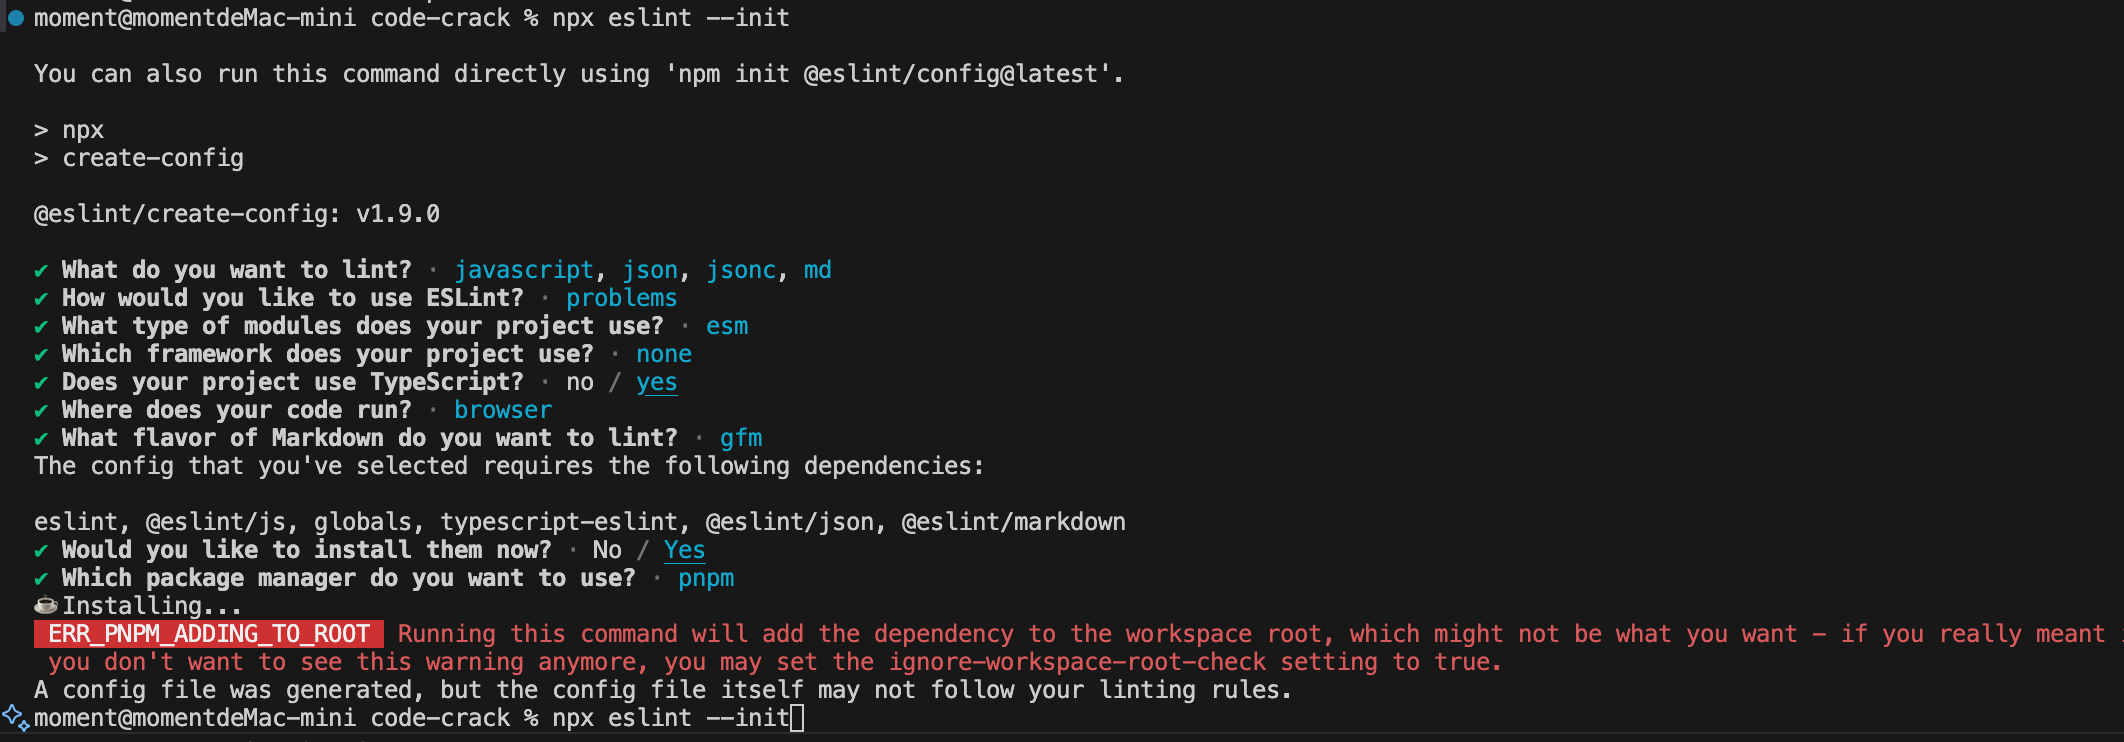 moment@momentdeMac-mini code-crack % npx eslint --init
You can also run this command directly using 'npm init @eslint/config@latest'.
> npx
> create-config
@eslint/create-config: v1.9.0
✔ What do you want to lint? · javascript, json, jsonc, md
✔ How would you like to use ESLint? · problems
✔ What type of modules does your project use? · esm
✔ Which framework does your project use? · none
✔ Does your project use TypeScript? · no / yes
✔ Where does your code run? · browser
✔ What flavor of Markdown do you want to lint? · gfm
The config that you've selected requires the following dependencies:
eslint, @eslint/js, globals, typescript-eslint, @eslint/json, @eslint/markdown
✔ Would you like to install them now? · No / Yes
✔ Which package manager do you want to use? · pnpm
☕️Installing...
ERR_PNPM_ADDING_TO_ROOT  Running this command will add the dependency to the workspace root, which might not be what you want - if you really meant
you don't want to see this warning anymore, you may set the ignore-workspace-root-check setting to true.
A config file was generated, but the config file itself may not follow your linting rules.
moment@momentdeMac-mini code-crack % npx eslint --init